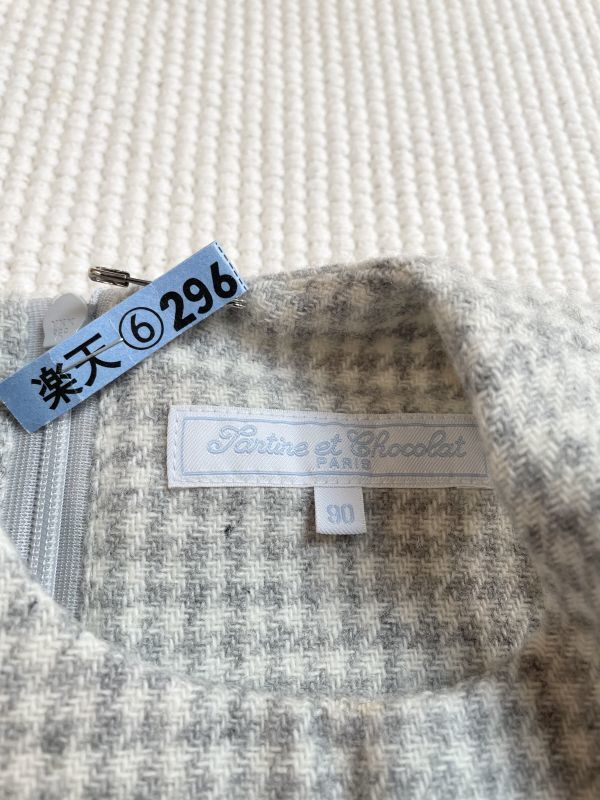 楽天⑥296
Tartine et Chocolat
PARIS
90